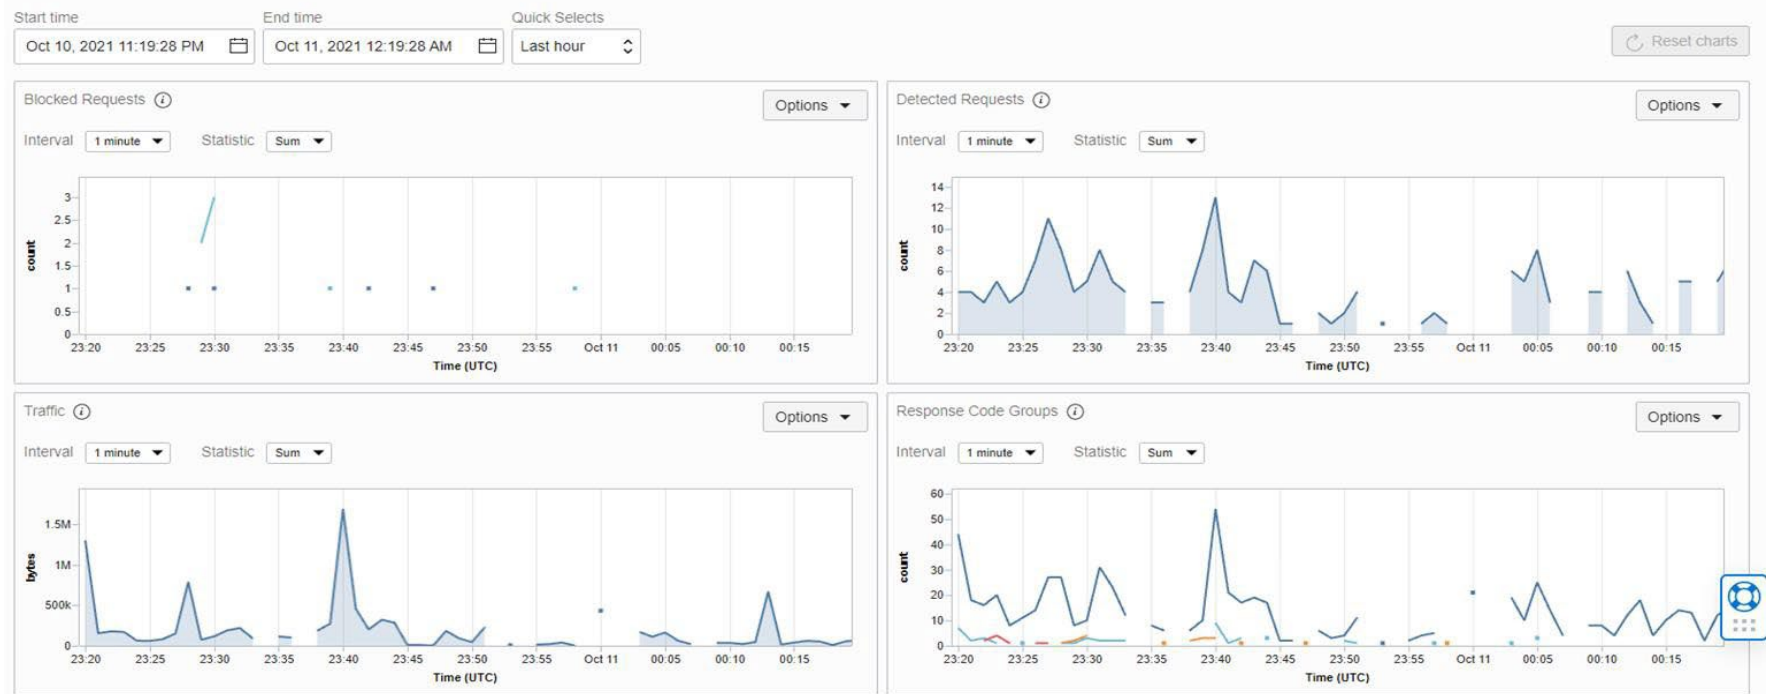 Start time End time Quick Selects
Oct 10, 2021 11:19:28 PM Oct 11, 2021 12:19:28 AM Last hour Reset charts
Blocked Requests i Options
Interval 1 minute Statistic Sum
3
2.5
2
1.5
1
0.5
0
count
23:20 23:25 23:30 23:35 23:40 23:45 23:50 23:55 Oct 11 00:05 00:10 00:15
Time (UTC)
Detected Requests i Options
Interval 1 minute Statistic Sum
14
12
10
8
6
4
2
0
count
23:20 23:25 23:30 23:35 23:40 23:45 23:50 23:55 Oct 11 00:05 00:10 00:15
Time (UTC)
Traffic i Options
Interval 1 minute Statistic Sum
1.5M
1M
500k
0
bytes
23:20 23:25 23:30 23:35 23:40 23:45 23:50 23:55 Oct 11 00:05 00:10 00:15
Time (UTC)
Response Code Groups i Options
Interval 1 minute Statistic Sum
60
50
40
30
20
10
0
count
23:20 23:25 23:30 23:35 23:40 23:45 23:50 23:55 Oct 11 00:05 00:10 00:15
Time (UTC)